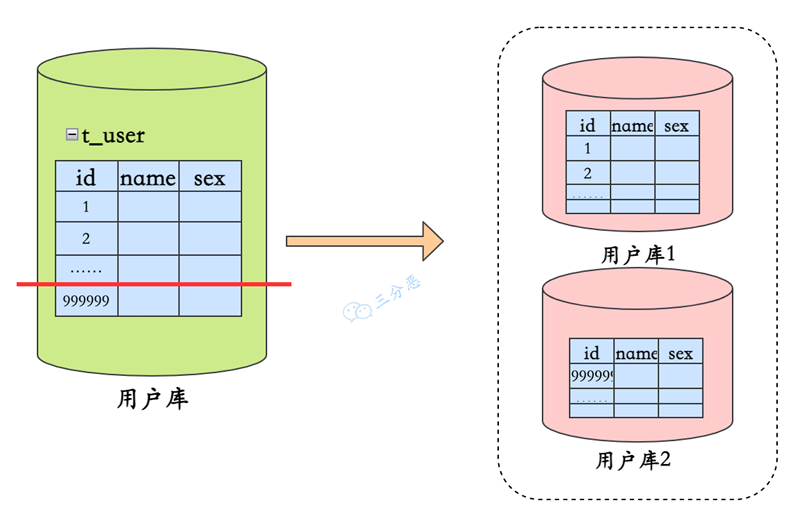 t_user
id name sex
1
2
……
999999
用户库
三分恶
id name sex
1
2
……
用户库1
id name sex
999999
……
用户库2